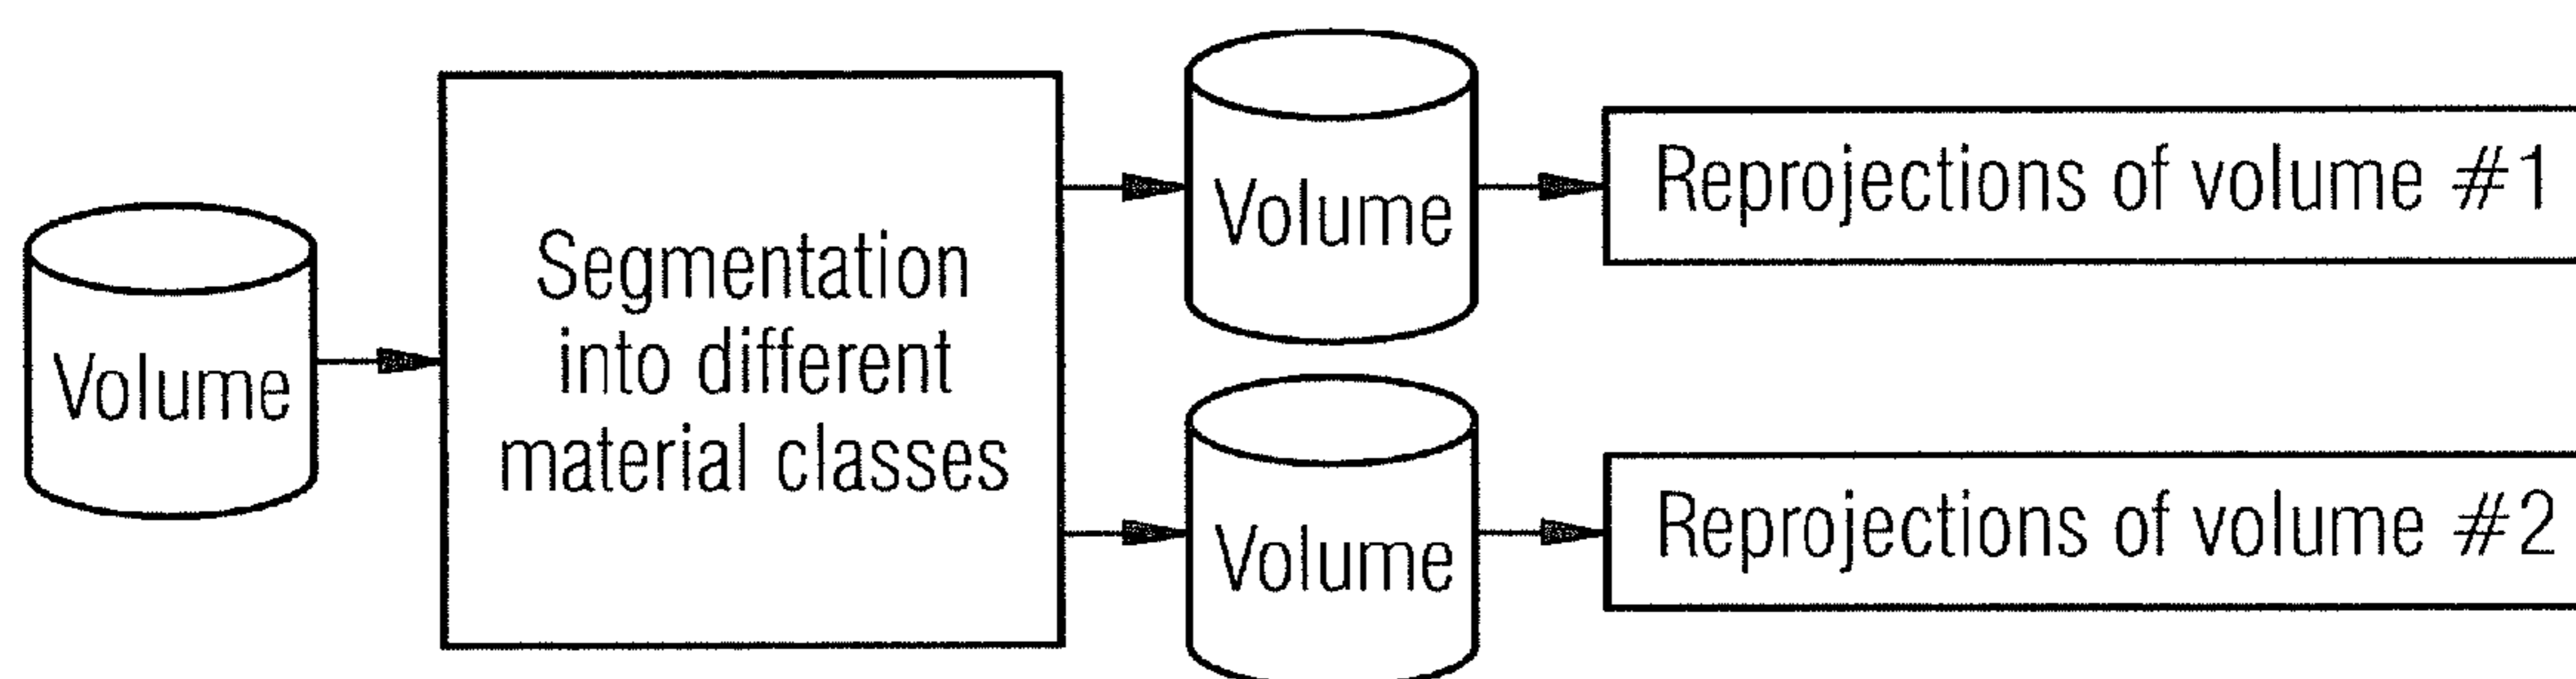 Volume
Segmentation
into different
material classes
Volume
Reprojections of volume #1
Volume
Reprojections of volume #2